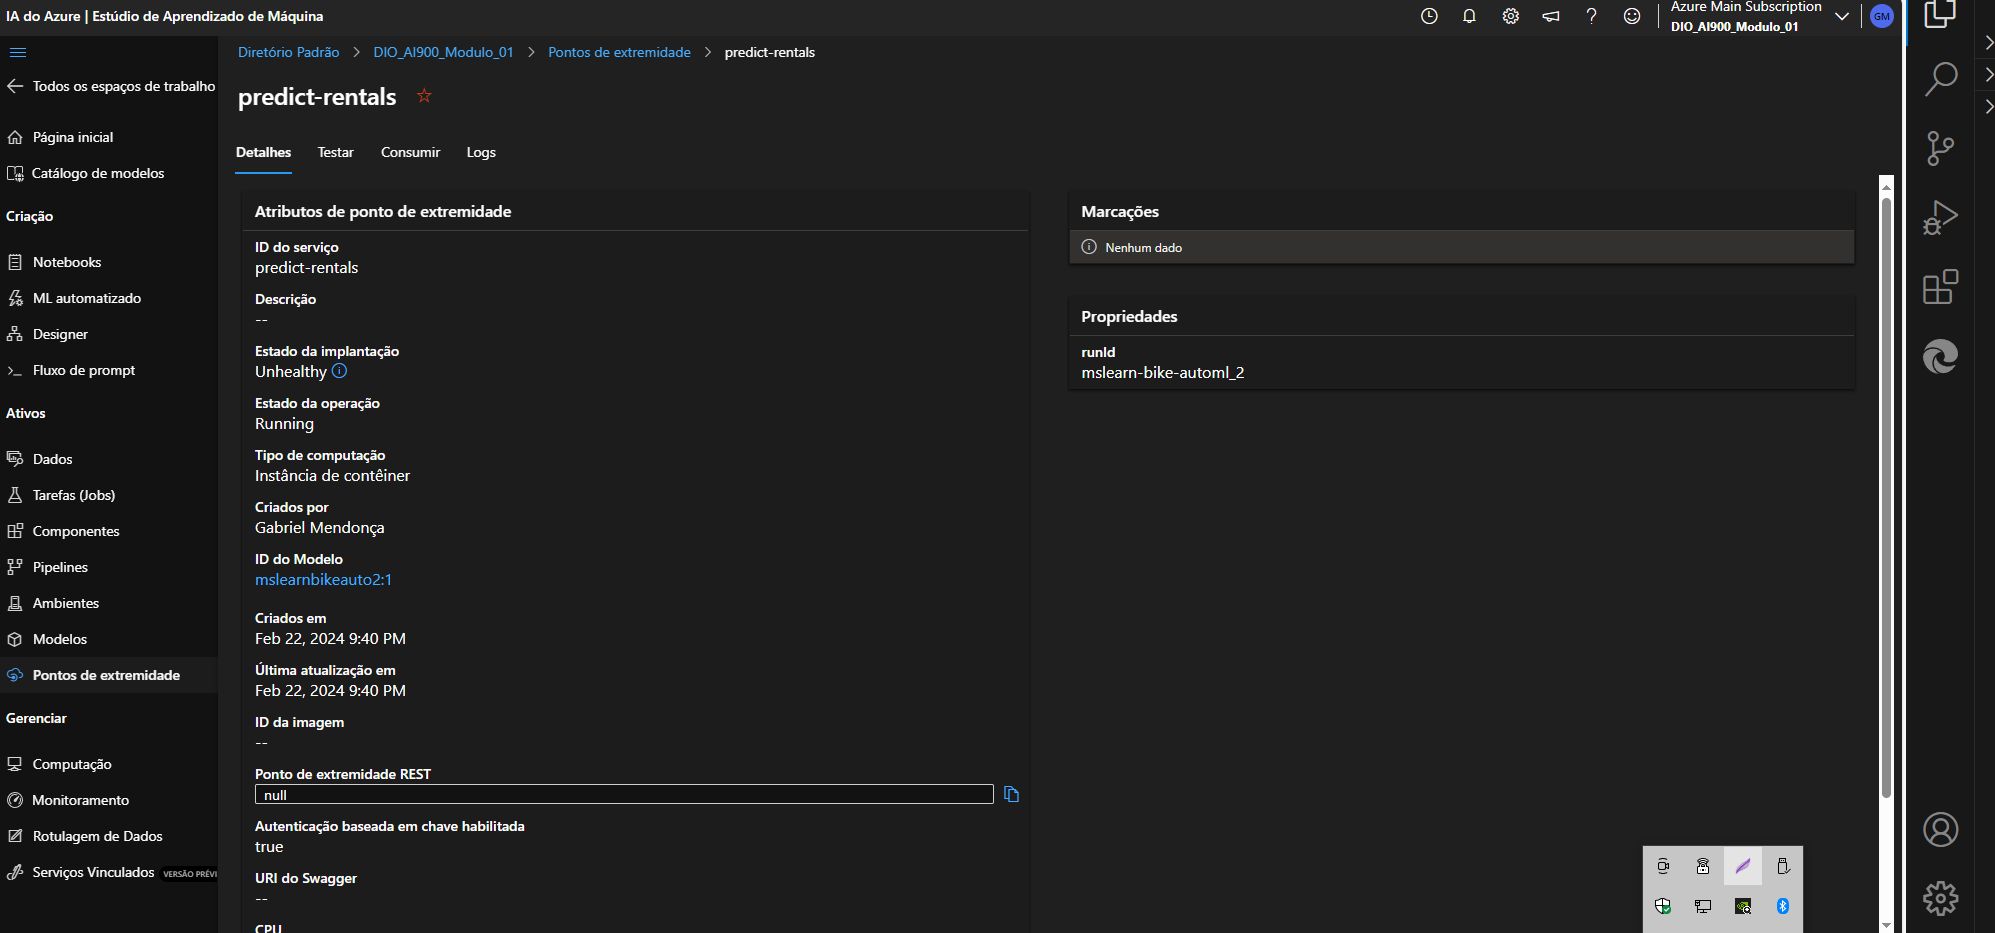 IA do Azure | Estúdio de Aprendizado de Máquina
Azure Main Subscription
DIO_AI900_Modulo_01
GM
Todos os espaços de trabalho
Página inicial
Catálogo de modelos
Criação
Notebooks
ML automatizado
Designer
Fluxo de prompt
Ativos
Dados
Tarefas (Jobs)
Componentes
Pipelines
Ambientes
Modelos
Pontos de extremidade
Gerenciar
Computação
Monitoramento
Rotulagem de Dados
Serviços Vinculados VERSÃO PRÉVI
Diretório Padrão > DIO_AI900_Modulo_01 > Pontos de extremidade > predict-rentals
predict-rentals
Detalhes Testar Consumir Logs
Atributos de ponto de extremidade
ID do serviço
predict-rentals
Descrição
--
Estado da implantação
Unhealthy
Estado da operação
Running
Tipo de computação
Instância de contêiner
Criados por
Gabriel Mendonça
ID do Modelo
mslearnbikeauto2:1
Criados em
Feb 22, 2024 9:40 PM
Última atualização em
Feb 22, 2024 9:40 PM
ID da imagem
--
Ponto de extremidade REST
null
Autenticação baseada em chave habilitada
true
URI do Swagger
--
CPU
Marcações
Nenhum dado
Propriedades
runId
mslearn-bike-automl_2